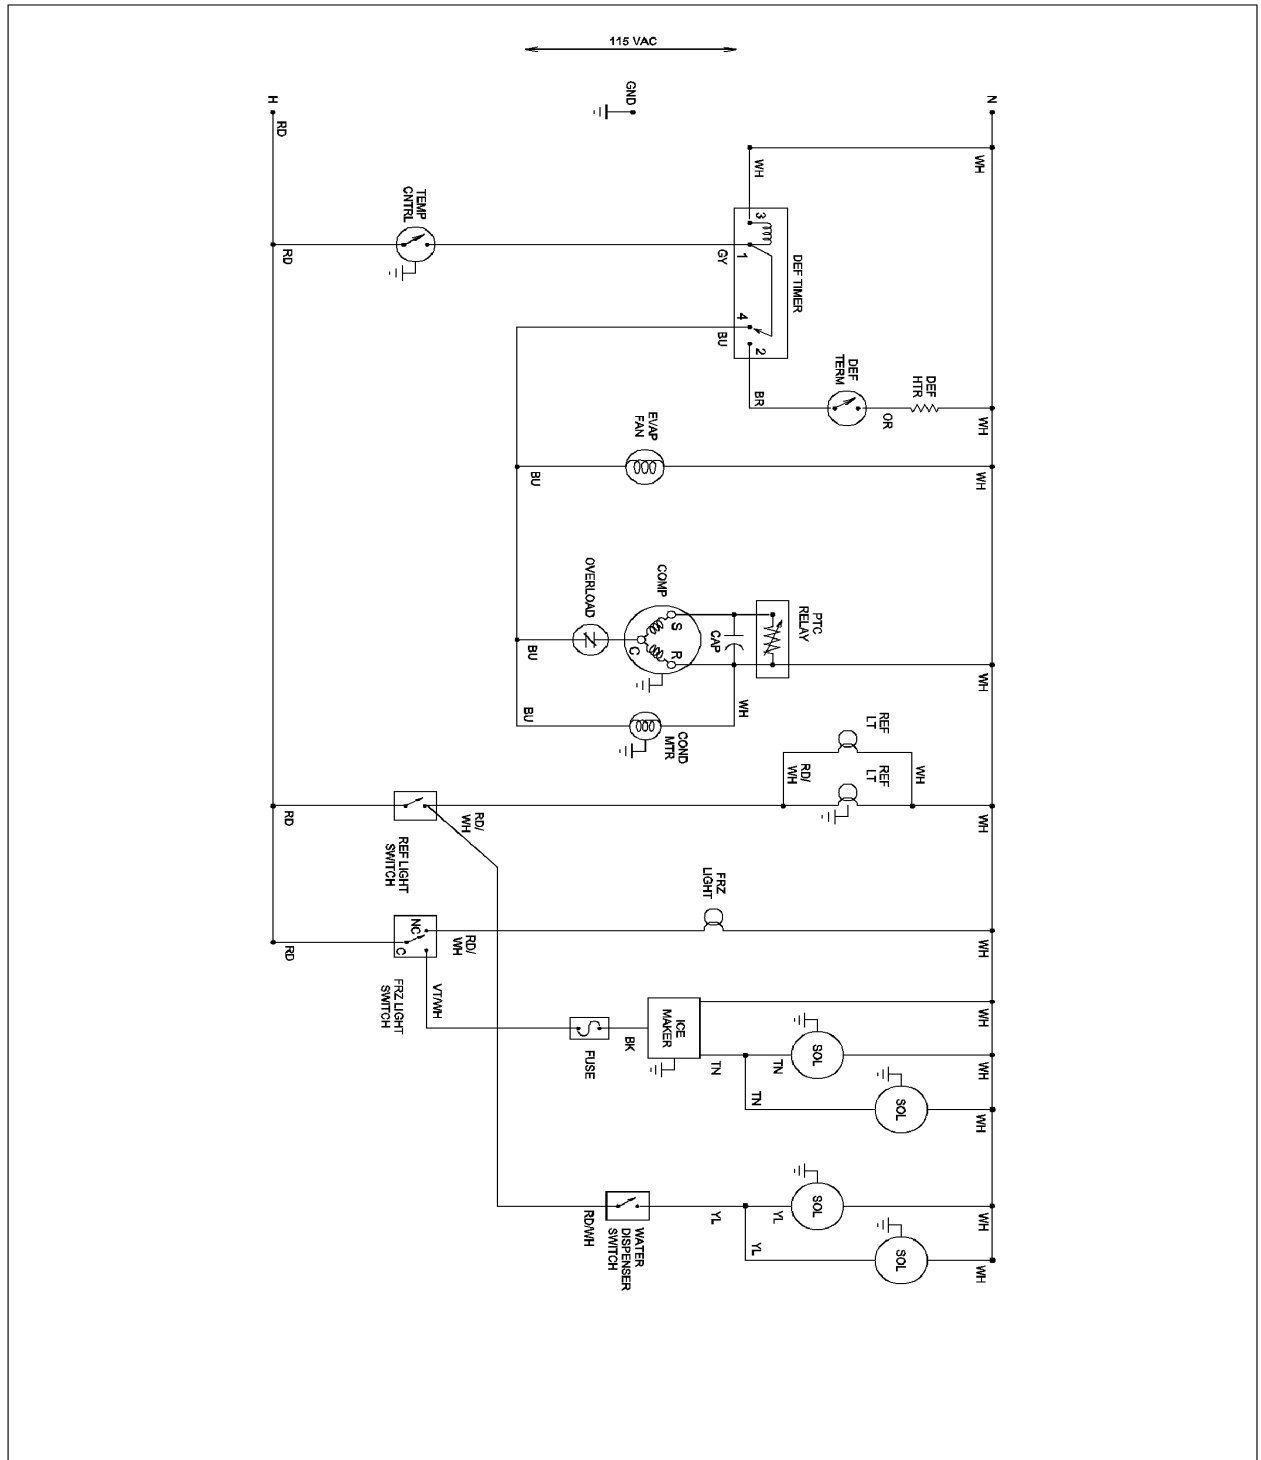 115 VAC
GND
H
N
RD
WH
WH
TEMP
CNTRL
3
1
GY
RD
DEF TIMER
4
BU
2
DEF
TERM
DEF
HTR
BR
OR
WH
EVAP
FAN
BU
WH
OVERLOAD
COMP
PTC
RELAY
S
CAP
C
R
BU
WH
WH
BU
COND
MTR
REF
LT
REF
LT
RD/
WH
WH
RD
RD/
WH
WH
REF LIGHT
SWITCH
FRZ
LIGHT
NC
C
RD/
WH
WH
RD
FRZ LIGHT
SWITCH
VT/WH
FUSE
BK
ICE
MAKER
WH
TN
TN
SOL
WH
TN
SOL
WH
RD/WH
WATER
DISPENSER
SWITCH
YL
YL
SOL
WH
YL
SOL
WH